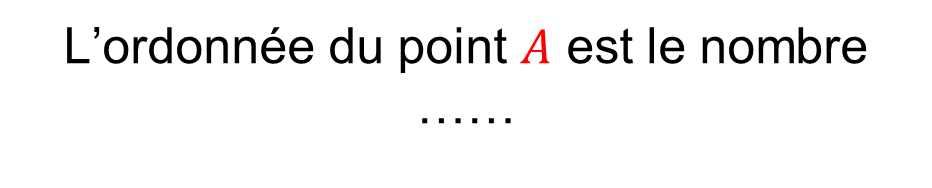 L’ordonnée du point A est le nombre
……